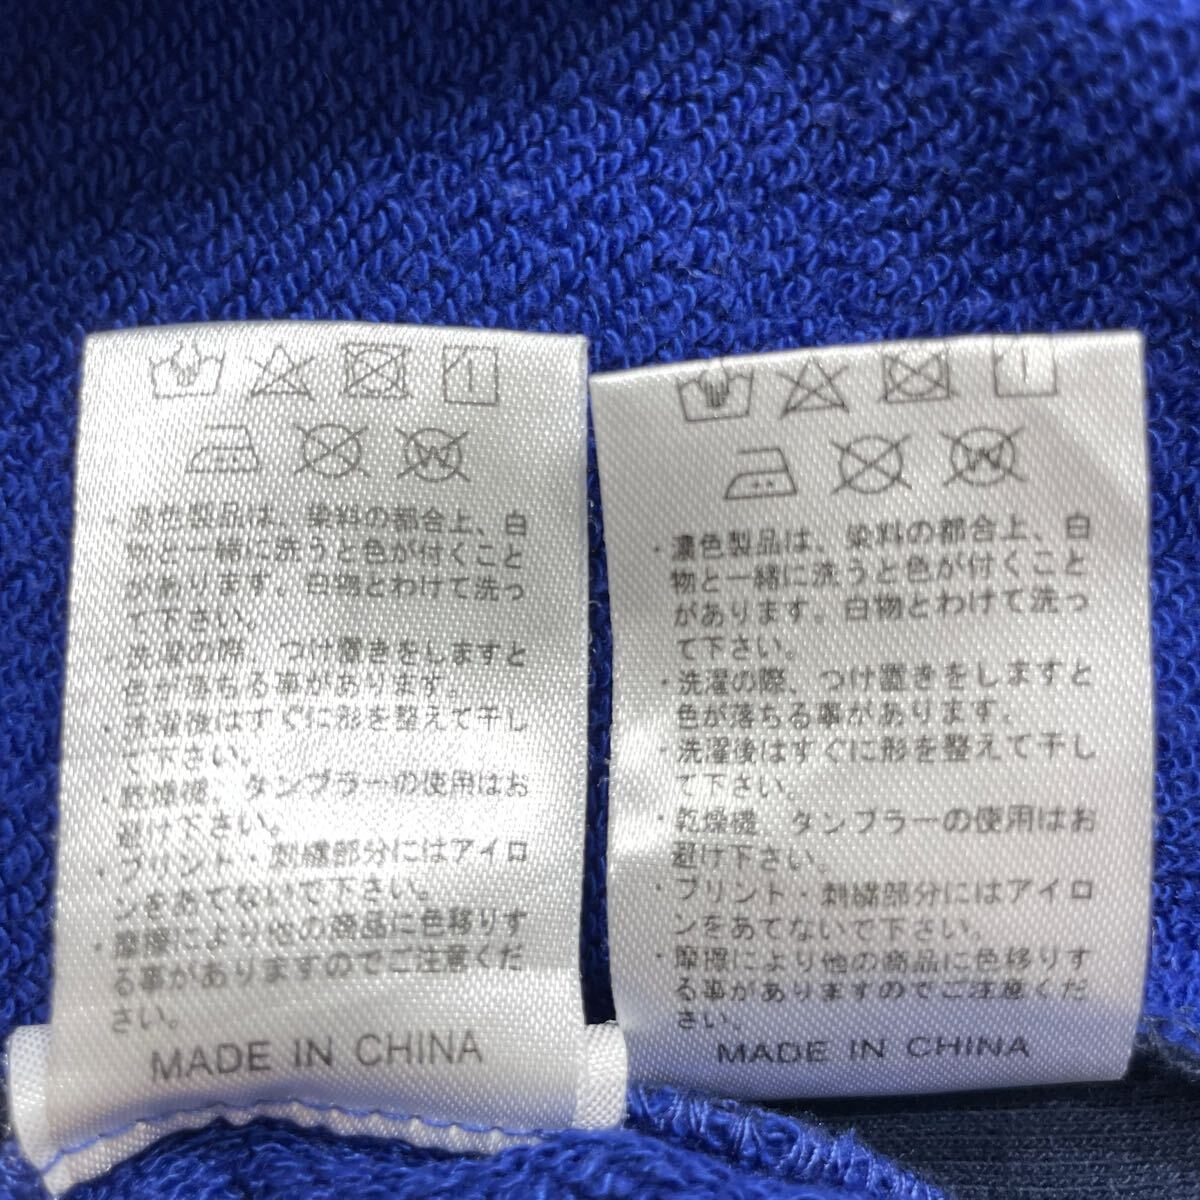 ・濃色製品は、染料の都合上、白
物と一緒に洗うと色が付くこと
があります。白物とわけて洗っ
て下さい。
・洗濯の際、つけ置きをしますと
色が落ちる事があります。
・洗濯後はすぐに形を整えて干し
て下さい。
・乾燥機、タンブラーの使用はお
避け下さい。
・プリント・刺繍部分にはアイロ
ンをあてないで下さい。
・摩擦により他の商品に色移りす
る事がありますのでご注意くだ
さい。
MADE IN CHINA
・濃色製品は、染料の都合上、白
物と一緒に洗うと色が付くこと
があります。白物とわけて洗っ
て下さい。
・洗濯の際、つけ置きをしますと
色が落ちる事があります。
・洗濯後はすぐに形を整えて干し
て下さい。
・乾燥機 タンブラーの使用はお
避け下さい。
・プリント・刺繍部分にはアイロ
ンをあてないで下さい。
・摩擦により他の商品に色移りす
る事がありますのでご注意くだ
さい
MADE IN CHINA